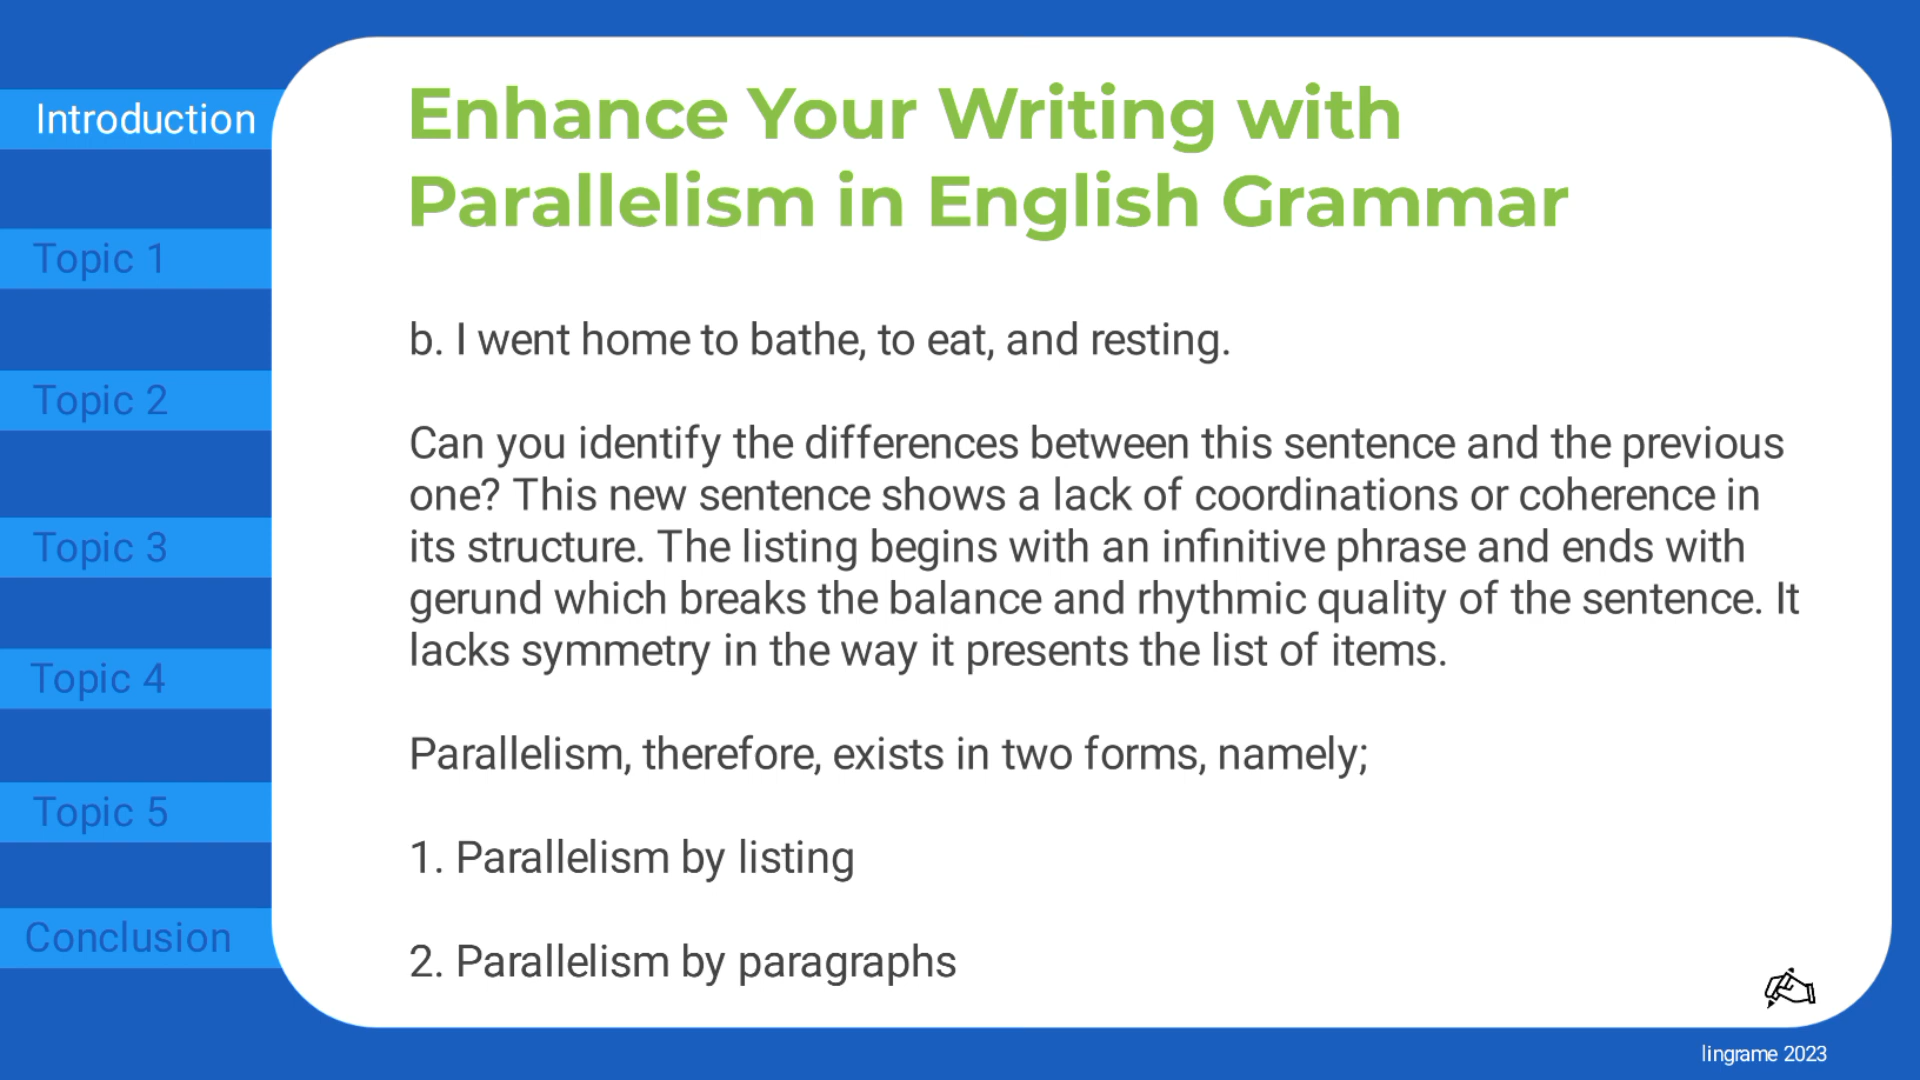 Introduction
Topic 1
Topic 2
Topic 3
Topic 4
Topic 5
Conclusion
Enhance Your Writing with
Parallelism in English Grammar
b. I went home to bathe, to eat, and resting.
Can you identify the differences between this sentence and the previous
one? This new sentence shows a lack of coordinations or coherence in
its structure. The listing begins with an infinitive phrase and ends with
gerund which breaks the balance and rhythmic quality of the sentence. It
lacks symmetry in the way it presents the list of items.
Parallelism, therefore, exists in two forms, namely;
1. Parallelism by listing
2. Parallelism by paragraphs
lingrame 2023